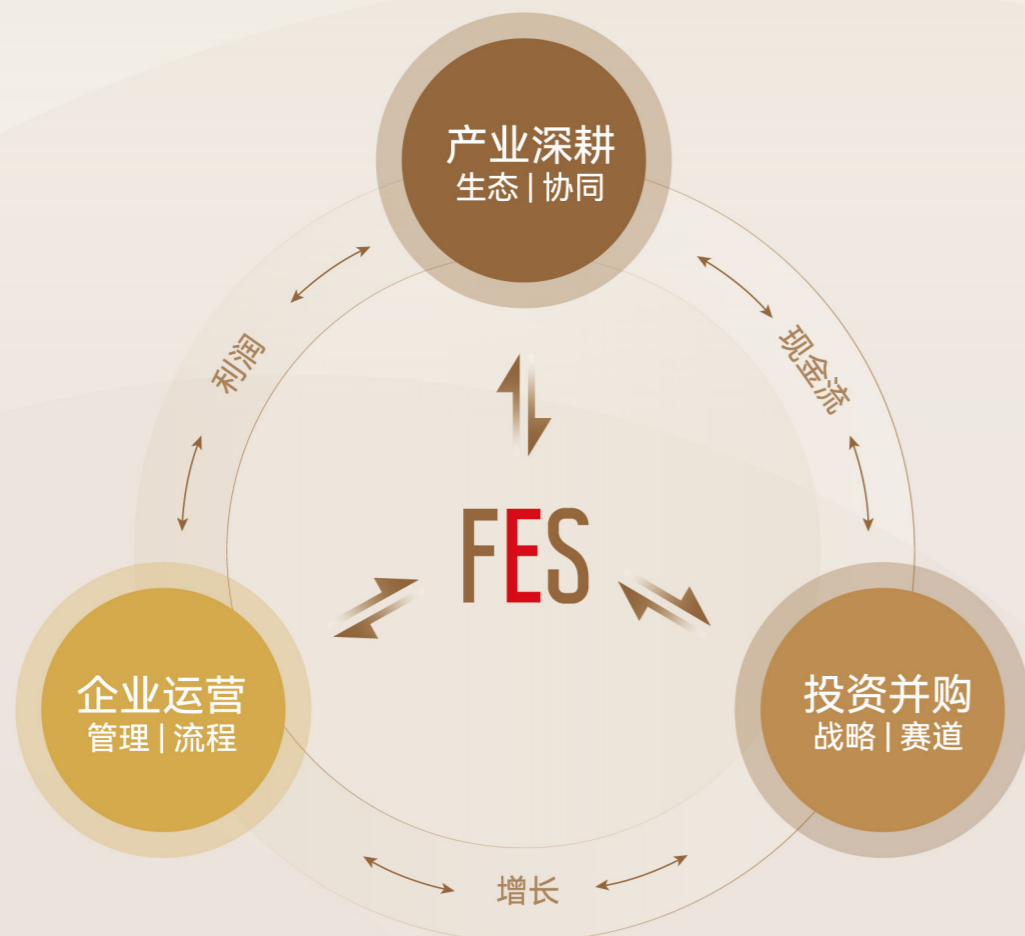 产业深耕
生态 | 协同
利润
现金流
FES
企业运营
管理 | 流程
投资并购
战略 | 赛道
增长